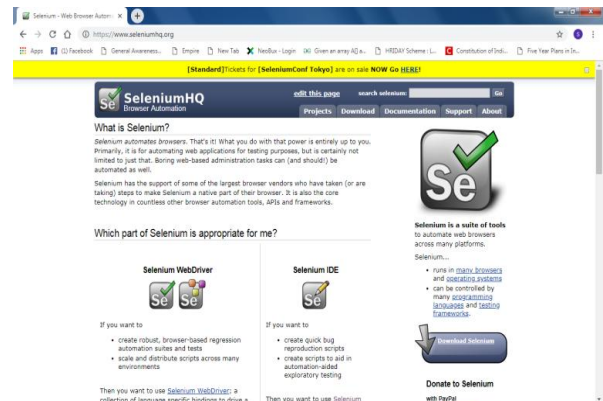 Selenium - Web Browser Autom
https://www.seleniumhq.org
Apps (1) Facebook General Awareness.. Empire New Tab NeoBux - Login Given an array A[] a.. HRIDAY Scheme : L.. Constitution of Indi.. Five Year Plans in In..
[Standard]Tickets for [SeleniumConf Tokyo] are on sale NOW Go HERE!
SeleniumHQ
Browser Automation
edit this page search selenium: Go
Projects Download Documentation Support About
What is Selenium?
Selenium automates browsers. That's it! What you do with that power is entirely up to you.
Primarily, it is for automating web applications for testing purposes, but is certainly not
limited to just that. Boring web-based administration tasks can (and should!) be
automated as well.
Selenium has the support of some of the largest browser vendors who have taken (or are
taking) steps to make Selenium a native part of their browser. It is also the core
technology in countless other browser automation tools, APIs and frameworks.
Which part of Selenium is appropriate for me?
Selenium WebDriver
Se Se
If you want to
create robust, browser-based regression
automation suites and tests
scale and distribute scripts across many
environments
Then you want to use Selenium WebDriver; a
collection of language specific bindings to drive a
Selenium IDE
Se
If you want to
create quick bug
reproduction scripts
create scripts to aid in
automation-aided
exploratory testing
Then you want to use Selenium
Se
Selenium is a suite of tools
to automate web browsers
across many platforms.
Selenium...
runs in many browsers
and operating systems
can be controlled by
many programming
languages and testing
frameworks.
Download Selenium
Donate to Selenium
with PayPal